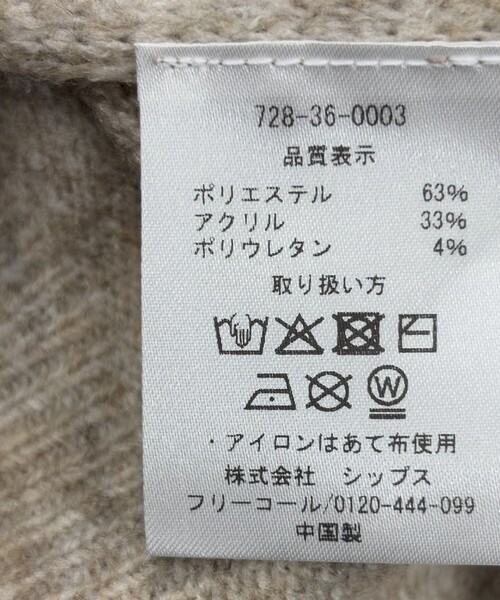 728-36-0003
品質表示
ポリエステル 63%
アクリル 33%
ポリウレタン 4%
取り扱い方
W
・アイロンはあて布使用
株式会社 シップス
フリーコール/0120-444-099
中国製